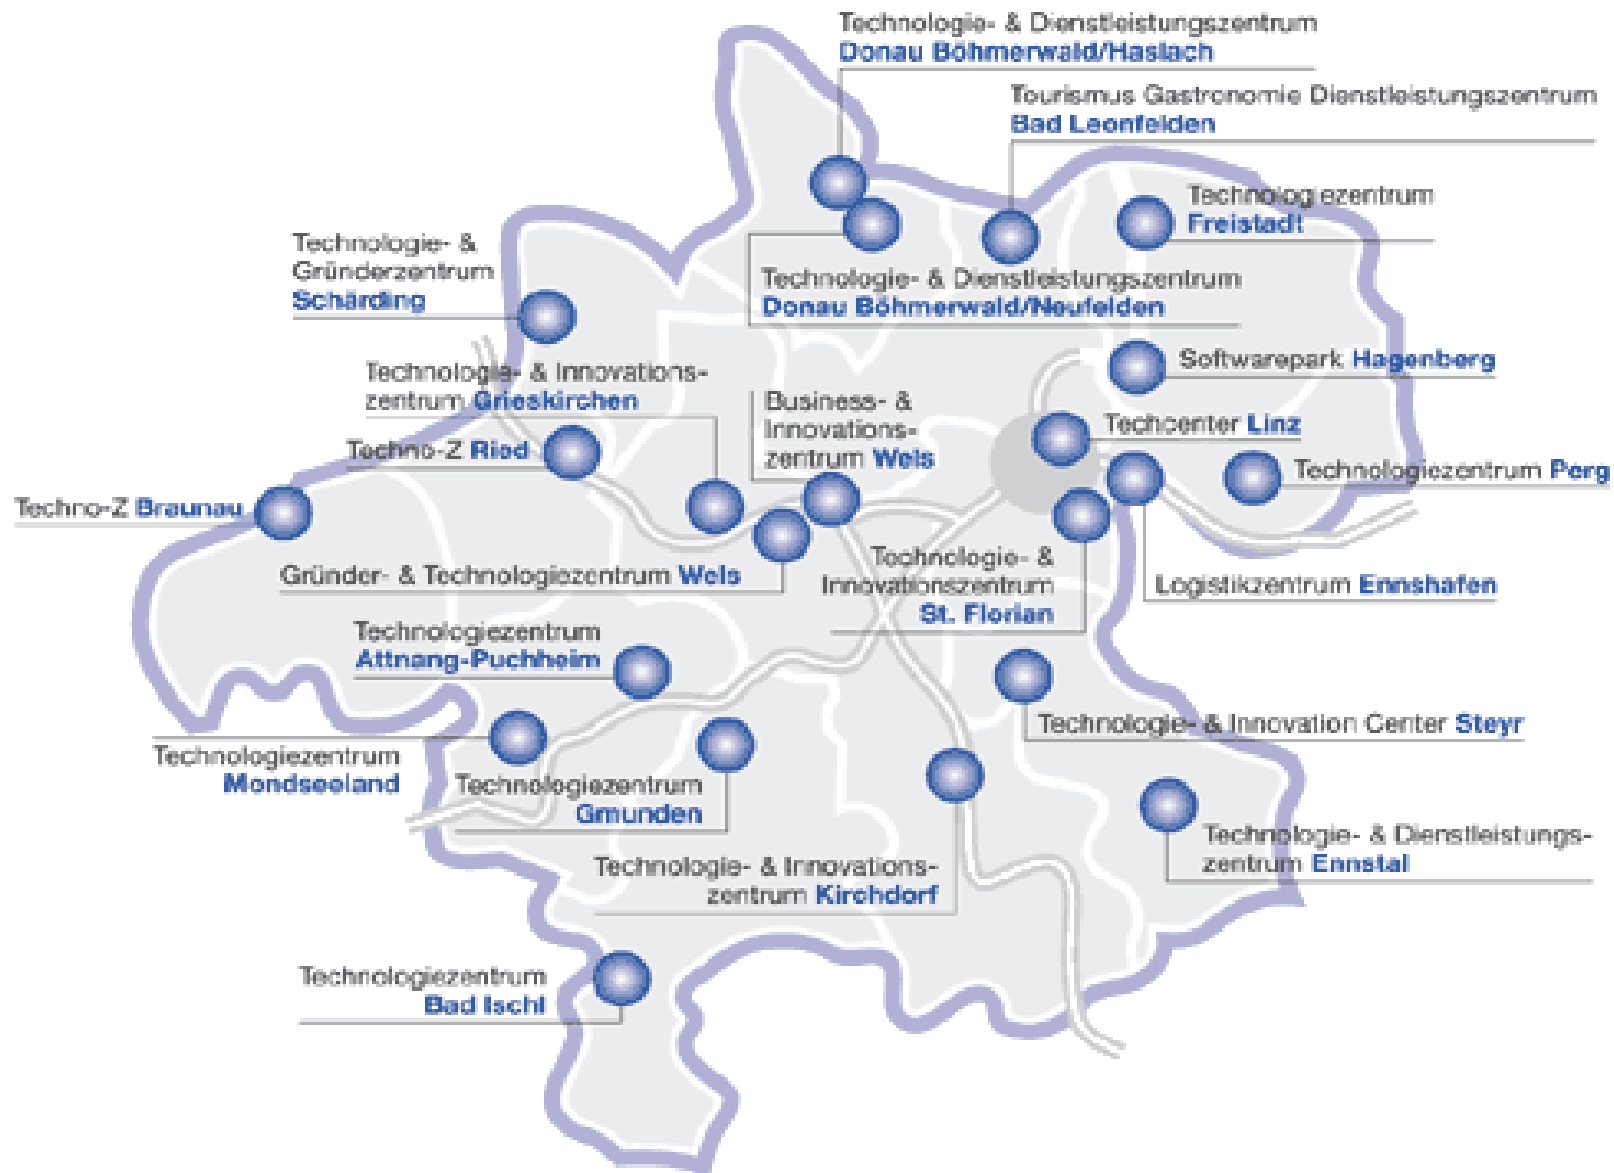 Technologie- & Dienstleistungszentrum
Donau Böhmerwald/Haslach
Tourismus Gastronomie Dienstleistungszentrum
Bad Leonfelden
Technologiezentrum
Freistadt
Technologie- &
Gründerzentrum
Schärding
Technologie- & Dienstleistungszentrum
Donau Böhmerwald/Neufelden
Softwarepark Hagenberg
Technologie- & Innovations-
zentrum Grieskirchen
Business- &
Innovations-
zentrum Wels
Techcenter Linz
Techno-Z Ried
Technologiezentrum Perg
Techno-Z Braunau
Gründer- & Technologiezentrum Wels
Technologie- &
Innovationszentrum
St. Florian
Logistikzentrum Ennshafen
Technologiezentrum
Attnang-Puchheim
Technologie- & Innovation Center Steyr
Technologiezentrum
Mondseeland
Technologiezentrum
Gmunden
Technologie- & Dienstleistungs-
zentrum Ennstal
Technologie- & Innovations-
zentrum Kirchdorf
Technologiezentrum
Bad Ischl